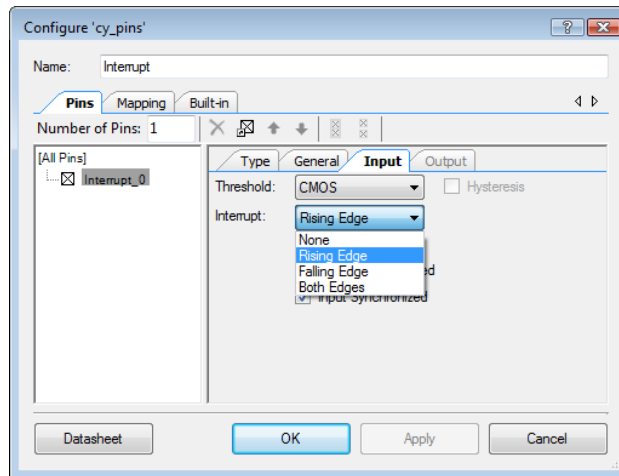 Configure 'cy_pins'
Name: Interrupt
Pins Mapping Built-in
Number of Pins: 1
[All Pins]
Interrupt_0
Type General Input Output
Threshold: CMOS Hysteresis
Interrupt: Rising Edge
None
Rising Edge
Falling Edge
Both Edges
Input Synchronized
Datasheet OK Apply Cancel